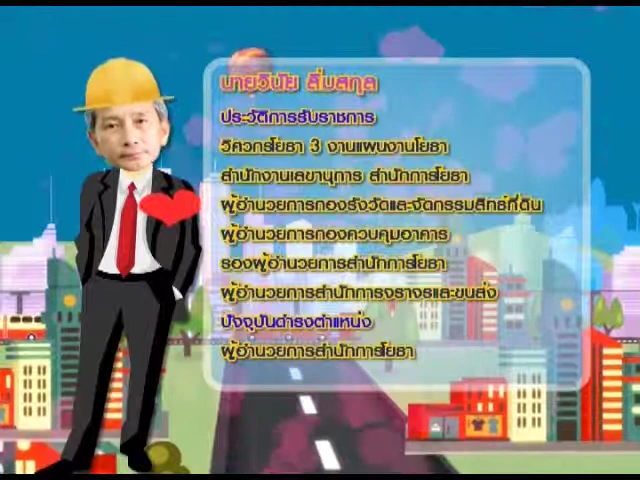 นายวินัย ลิ่มสกุล
ประวัติการรับราชการ
วิศวกรโยธา 3 งานแผนงานโยธา
สำนักงานเลขานุการ สำนักการโยธา
ผู้อำนวยการกองรังวัดและจัดกรรมสิทธ์ที่ดิน
ผู้อำนวยการกองควบคุมอาคาร
รองผู้อำนวยการสำนักการโยธา
ผู้อำนวยการสำนักการจราจรและขนส่ง
ปัจจุบันดำรงตำแหน่ง
ผู้อำนวยการสำนักการโยธา